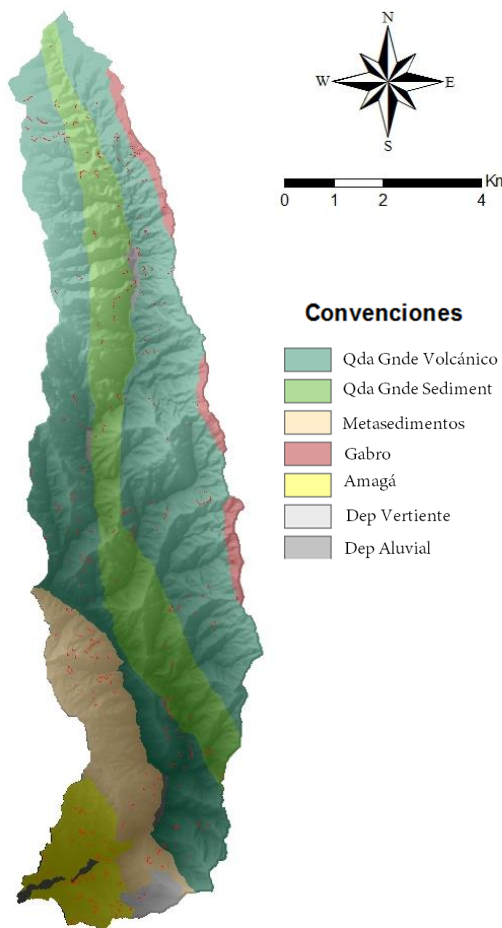 N
W E
S
Km
0 1 2 4
Convenciones
Qda Gnde Volcánico
Qda Gnde Sediment
Metasedimentos
Gabro
Amagá
Dep Vertiente
Dep Aluvial